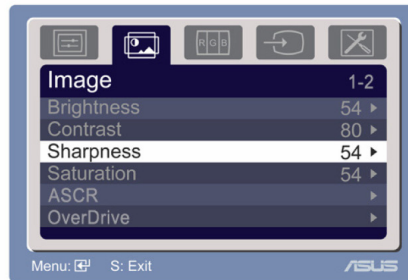 RGB
Image 1-2
Brightness 54
Contrast 80
Sharpness 54
Saturation 54
ASCR
OverDrive
Menu: S: Exit ASUS